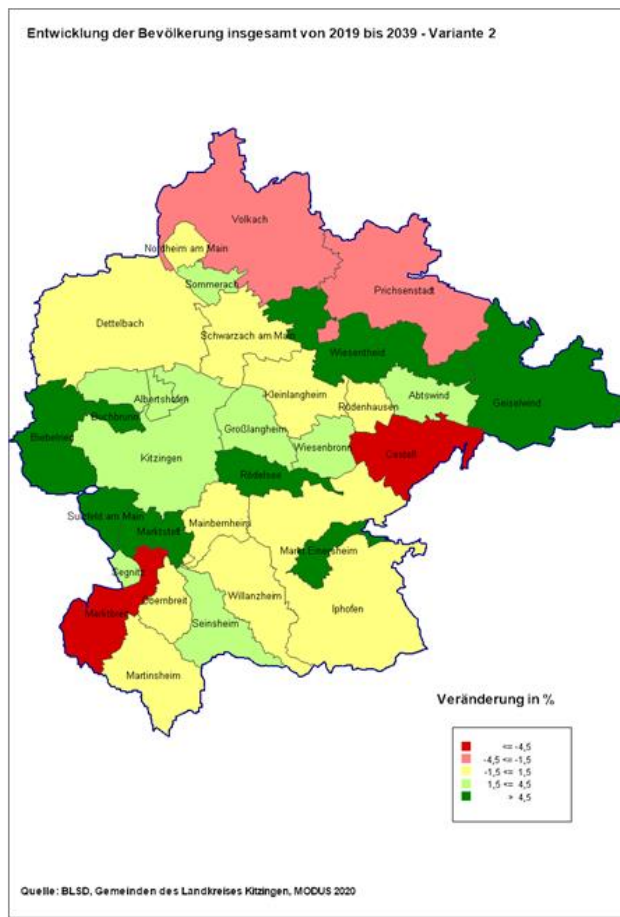 Entwicklung der Bevölkerung insgesamt von 2019 bis 2039 - Variante 2
Volkach
Nordheim am Main
Sommerach
Prichsenstadt
Dettelbach
Schwarzach am Main
Wiesentheid
Kleinlangheim
Albertshofen
Rödenhausen
Abtswind
Geiselwind
Buchbrunn
Biebelried
Großlangheim
Wiesenbronn
Castell
Kitzingen
Rödelsee
Sulzfeld am Main
Mainbernheim
Marktsteft
Markt Einersheim
Segnitz
Willanzheim
Obernbreit
Iphofen
Marktbreit
Seinsheim
Martinsheim
Veränderung in %
<= -4,5
-4,5 <= -1,5
-1,5 <= 1,5
1,5 <= 4,5
> 4,5
Quelle: BLSD, Gemeinden des Landkreises Kitzingen, MODUS 2020